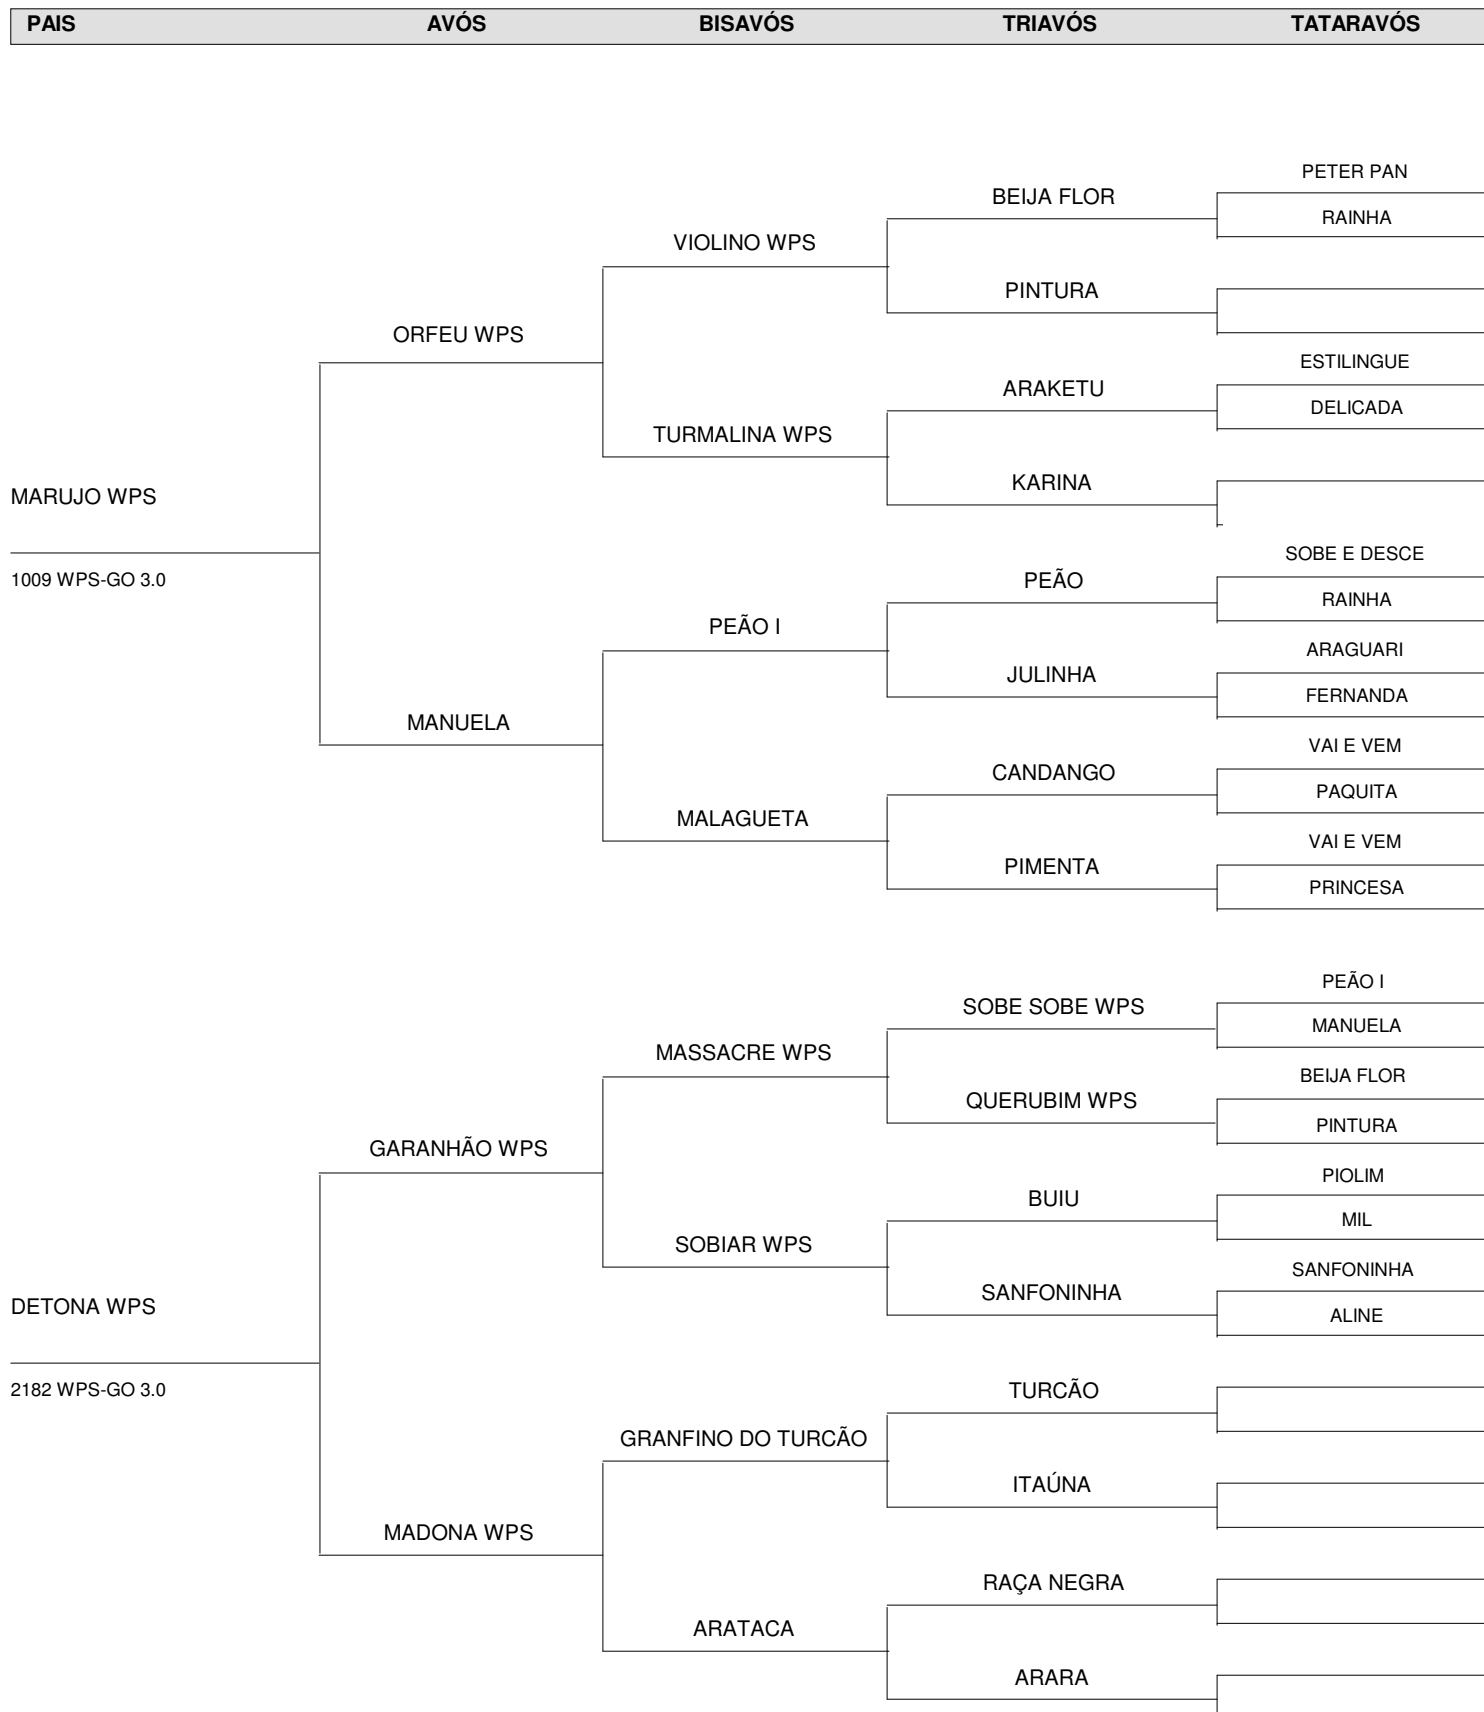 PAIS AVÓS BISAVÓS TRIAVÓS TATARAVÓS
PETER PAN
BEIJA FLOR
RAINHA
VIOLINO WPS
PINTURA
ORFEU WPS
ESTILINGUE
ARAKETU
DELICADA
TURMALINA WPS
KARINA
MARUJO WPS
SOBE E DESCE
1009 WPS-GO 3.0
PEÃO
RAINHA
PEÃO I
ARAGUARI
JULINHA
FERNANDA
MANUELA
VAI E VEM
CANDANGO
PAQUITA
MALAGUETA
VAI E VEM
PIMENTA
PRINCESA
PEÃO I
SOBE SOBE WPS
MANUELA
MASSACRE WPS
BEIJA FLOR
QUERUBIM WPS
PINTURA
GARANHÃO WPS
PIOLIM
BUIU
MIL
SOBIAR WPS
SANFONINHA
SANFONINHA
DETONA WPS
ALINE
2182 WPS-GO 3.0
TURCÃO
GRANFINO DO TURCÃO
ITAÚNA
MADONA WPS
RAÇA NEGRA
ARATACA
ARARA